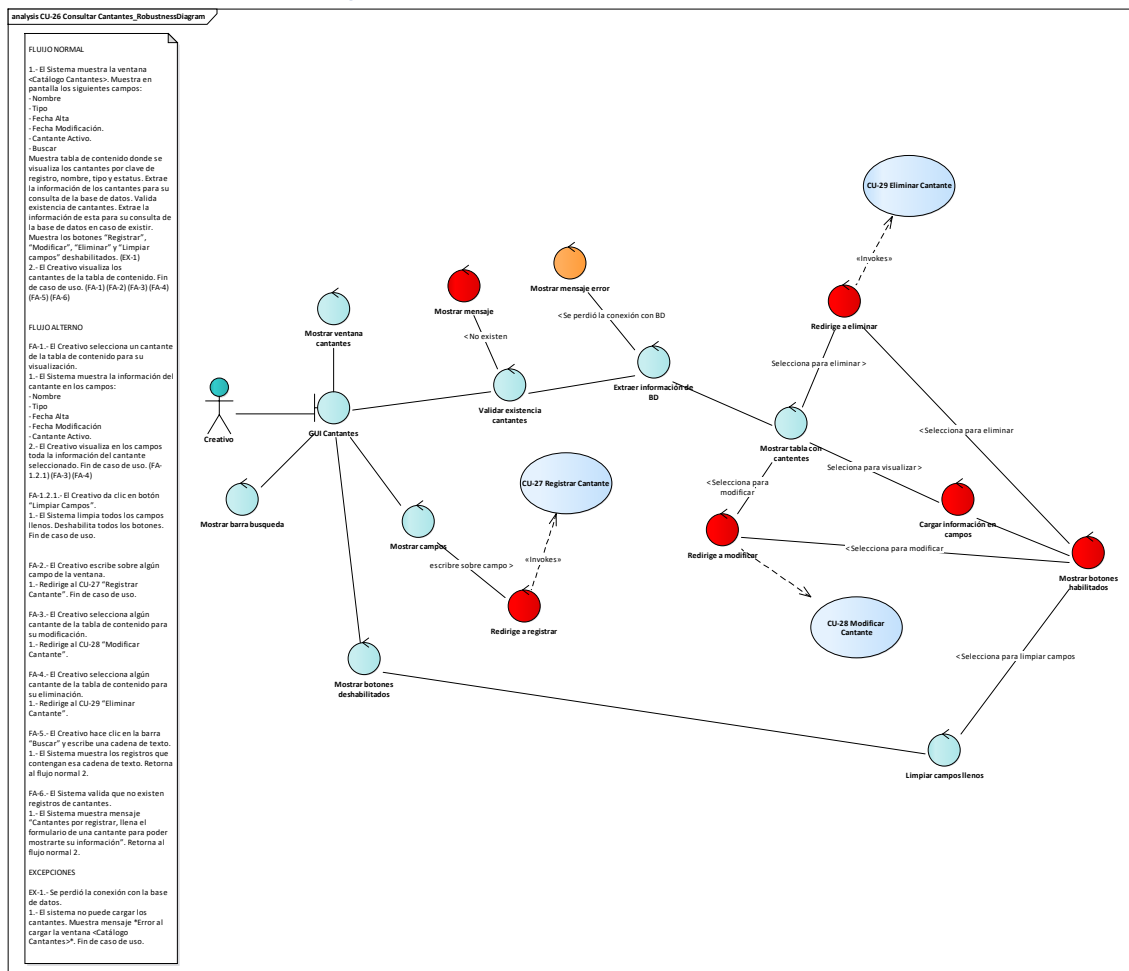 analysis CU-26 Consultar Cantantes_RobustnessDiagram
FLUIJO NORMAL
1.- El Sistema muestra la ventana
<Catálogo Cantantes>. Muestra en
pantalla los siguientes campos:
- Nombre
- Tipo
- Fecha Alta
- Fecha Modificación.
- Cantante Activo.
- Buscar
Muestra tabla de contenido donde se
visualiza los cantantes por clave de
registro, nombre, tipo y estatus. Extrae
la información de los cantantes para su
consulta de la base de datos. Valida
existencia de cantantes. Extrae la
información de esta para su consulta de
la base de datos en caso de existir.
Muestra los botones "Registrar",
"Modificar", "Eliminar" y "Limpiar
campos" deshabilitados. (EX-1)
2.- El Creativo visualiza los
cantantes de la tabla de contenido. Fin
de caso de uso. (FA-1) (FA-2) (FA-3) (FA-4)
(FA-5) (FA-6)
FLUJO ALTERNO
FA-1.- El Creativo selecciona un cantante
de la tabla de contenido para su
visualización.
1.- El Sistema muestra la información del
cantante en los campos:
- Nombre
- Tipo
- Fecha Alta
- Fecha Modificación
- Cantante Activo.
2.- El Creativo visualiza en los campos
toda la información del cantante
seleccionado. Fin de caso de uso. (FA-
1.2.1) (FA-3) (FA-4)
FA-1.2.1.- El Creativo da clic en botón
"Limpiar Campos".
1.- El Sistema limpia todos los campos
llenos. Deshabilita todos los botones.
Fin de caso de uso.
FA-2.- El Creativo escribe sobre algún
campo de la ventana.
1.- Redirige al CU-27 "Registrar
Cantante". Fin de caso de uso.
FA-3.- El Creativo selecciona algún
cantante de la tabla de contenido para
su modificación.
1.- Redirige al CU-28 "Modificar
Cantante".
FA-4.- El Creativo selecciona algún
cantante de la tabla de contenido para
su eliminación.
1.- Redirige al CU-29 "Eliminar
Cantante".
FA-5.- El Creativo hace clic en la barra
"Buscar" y escribe una cadena de texto.
1.- El Sistema muestra los registros que
contengan esa cadena de texto. Retorna
al flujo normal 2.
FA-6.- El Sistema valida que no existen
registros de cantantes.
1.- El Sistema muestra mensaje
"Cantantes por registrar, llena el
formulario de una cantante para poder
mostrarte su información". Retorna al
flujo normal 2.
EXCEPCIONES
EX-1.- Se perdió la conexión con la base
de datos.
1.- El sistema no puede cargar los
cantantes. Muestra mensaje *Error al
cargar la ventana <Catálogo
Cantantes>*. Fin de caso de uso.
CU-29 Eliminar Cantante
«Invokes»
Mostrar mensaje error
Mostrar mensaje
Redirige a eliminar
< Se perdió la conexión con BD
Mostrar ventana
cantantes
< No existen
Selecciona para eliminar >
Extraer información de
BD
Validar existencia
cantantes
Creativo
GUI Cantantes
< Selecciona para eliminar
Mostrar tabla con
cantentes
Seleciona para visualizar >
CU-27 Registrar Cantante
< Selecciona para
modificar
Mostrar barra busqueda
Cargar información en
campos
Mostrar campos
Redirige a modificar
< Selecciona para modificar
«Invokes»
escribre sobre campo >
Mostrar botones
habilitados
Redirige a registrar
CU-28 Modificar
Cantante
< Selecciona para limpiar campos
Mostrar botones
deshabilitados
Limpiar campos llenos